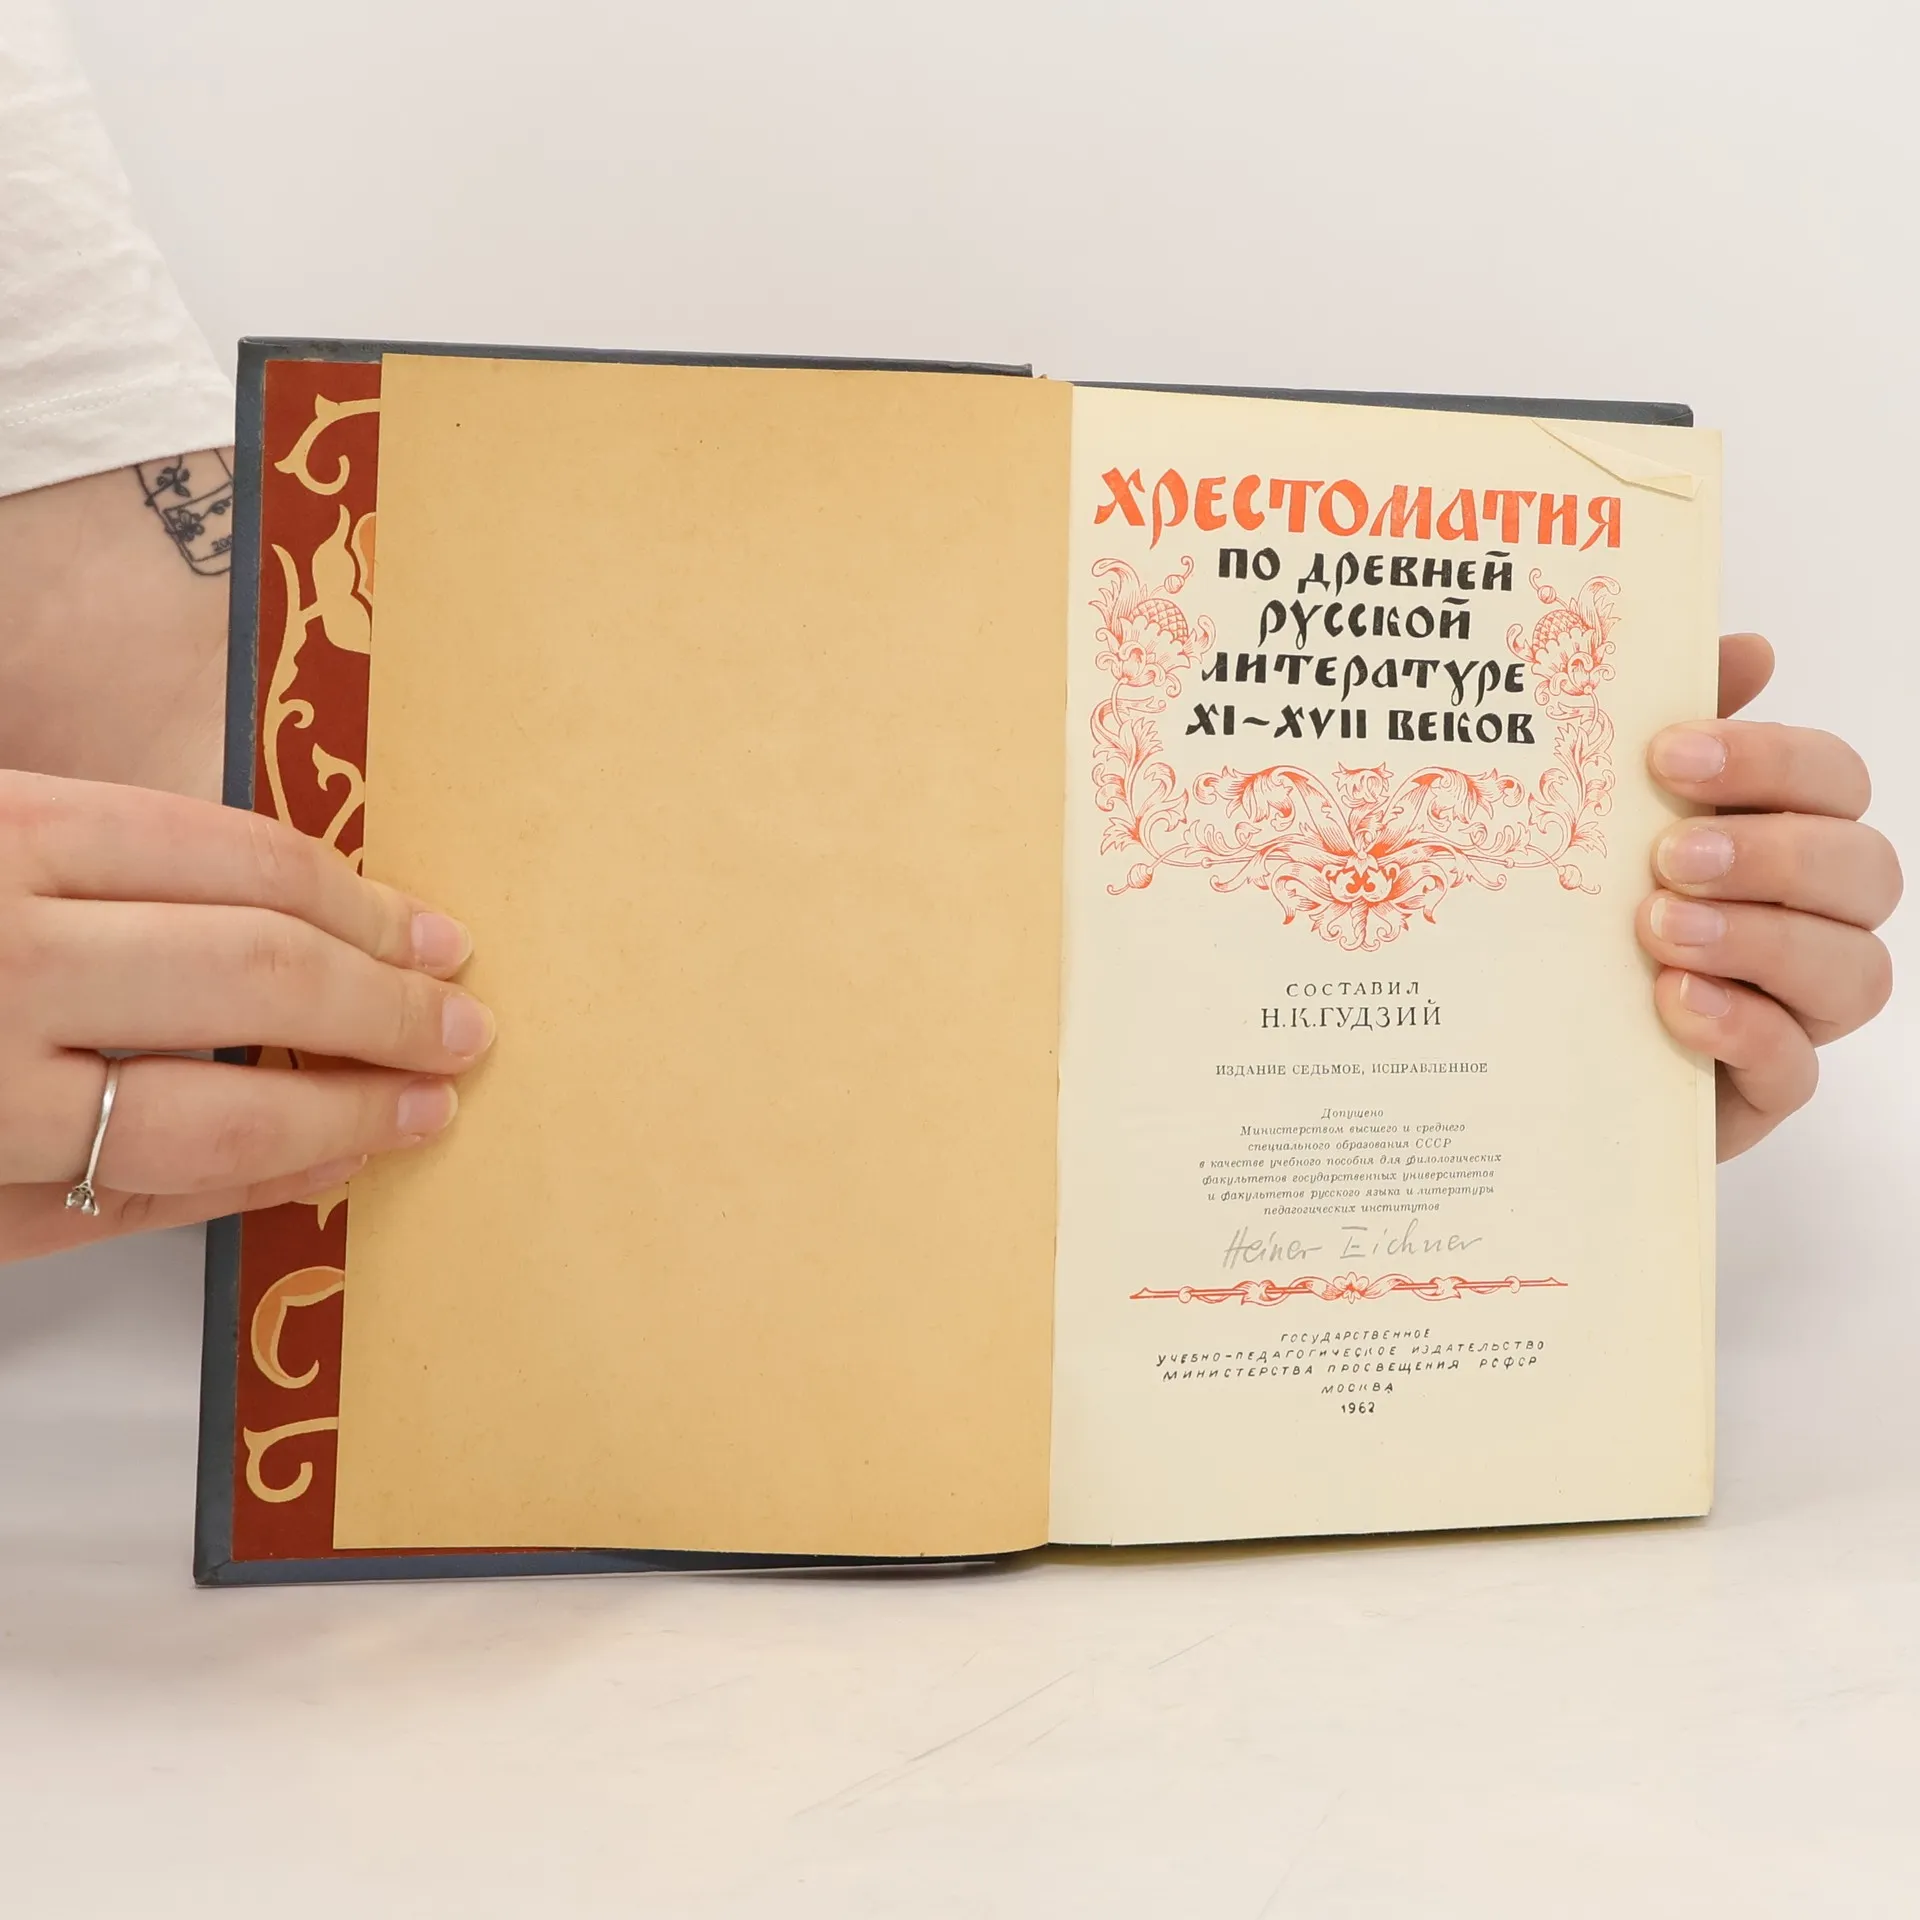 ХРЕСТОМАТИЯ
ПО ДРЕВНЕЙ
РУССКОЙ
ЛИТЕРАТУРЕ
XI~XVII ВЕКОВ
СОСТАВИЛ
Н.К.ГУДЗИЙ
ИЗДАНИЕ СЕДЬМОЕ, ИСПРАВЛЕННОЕ
Допущено
Министерством высшего и среднего
специального образования СССР
в качестве учебного пособия для филологических
факультетов государственных университетов
и факультетов русского языка и литературы
педагогических институтов
Heiner Eichner
ГОСУДАРСТВЕННОЕ
УЧЕБНО-ПЕДАГОГИЧЕСКОЕ ИЗДАТЕЛЬСТВО
МИНИСТЕРСТВА ПРОСВЕЩЕНИЯ РСФСР
МОСКВА
1962